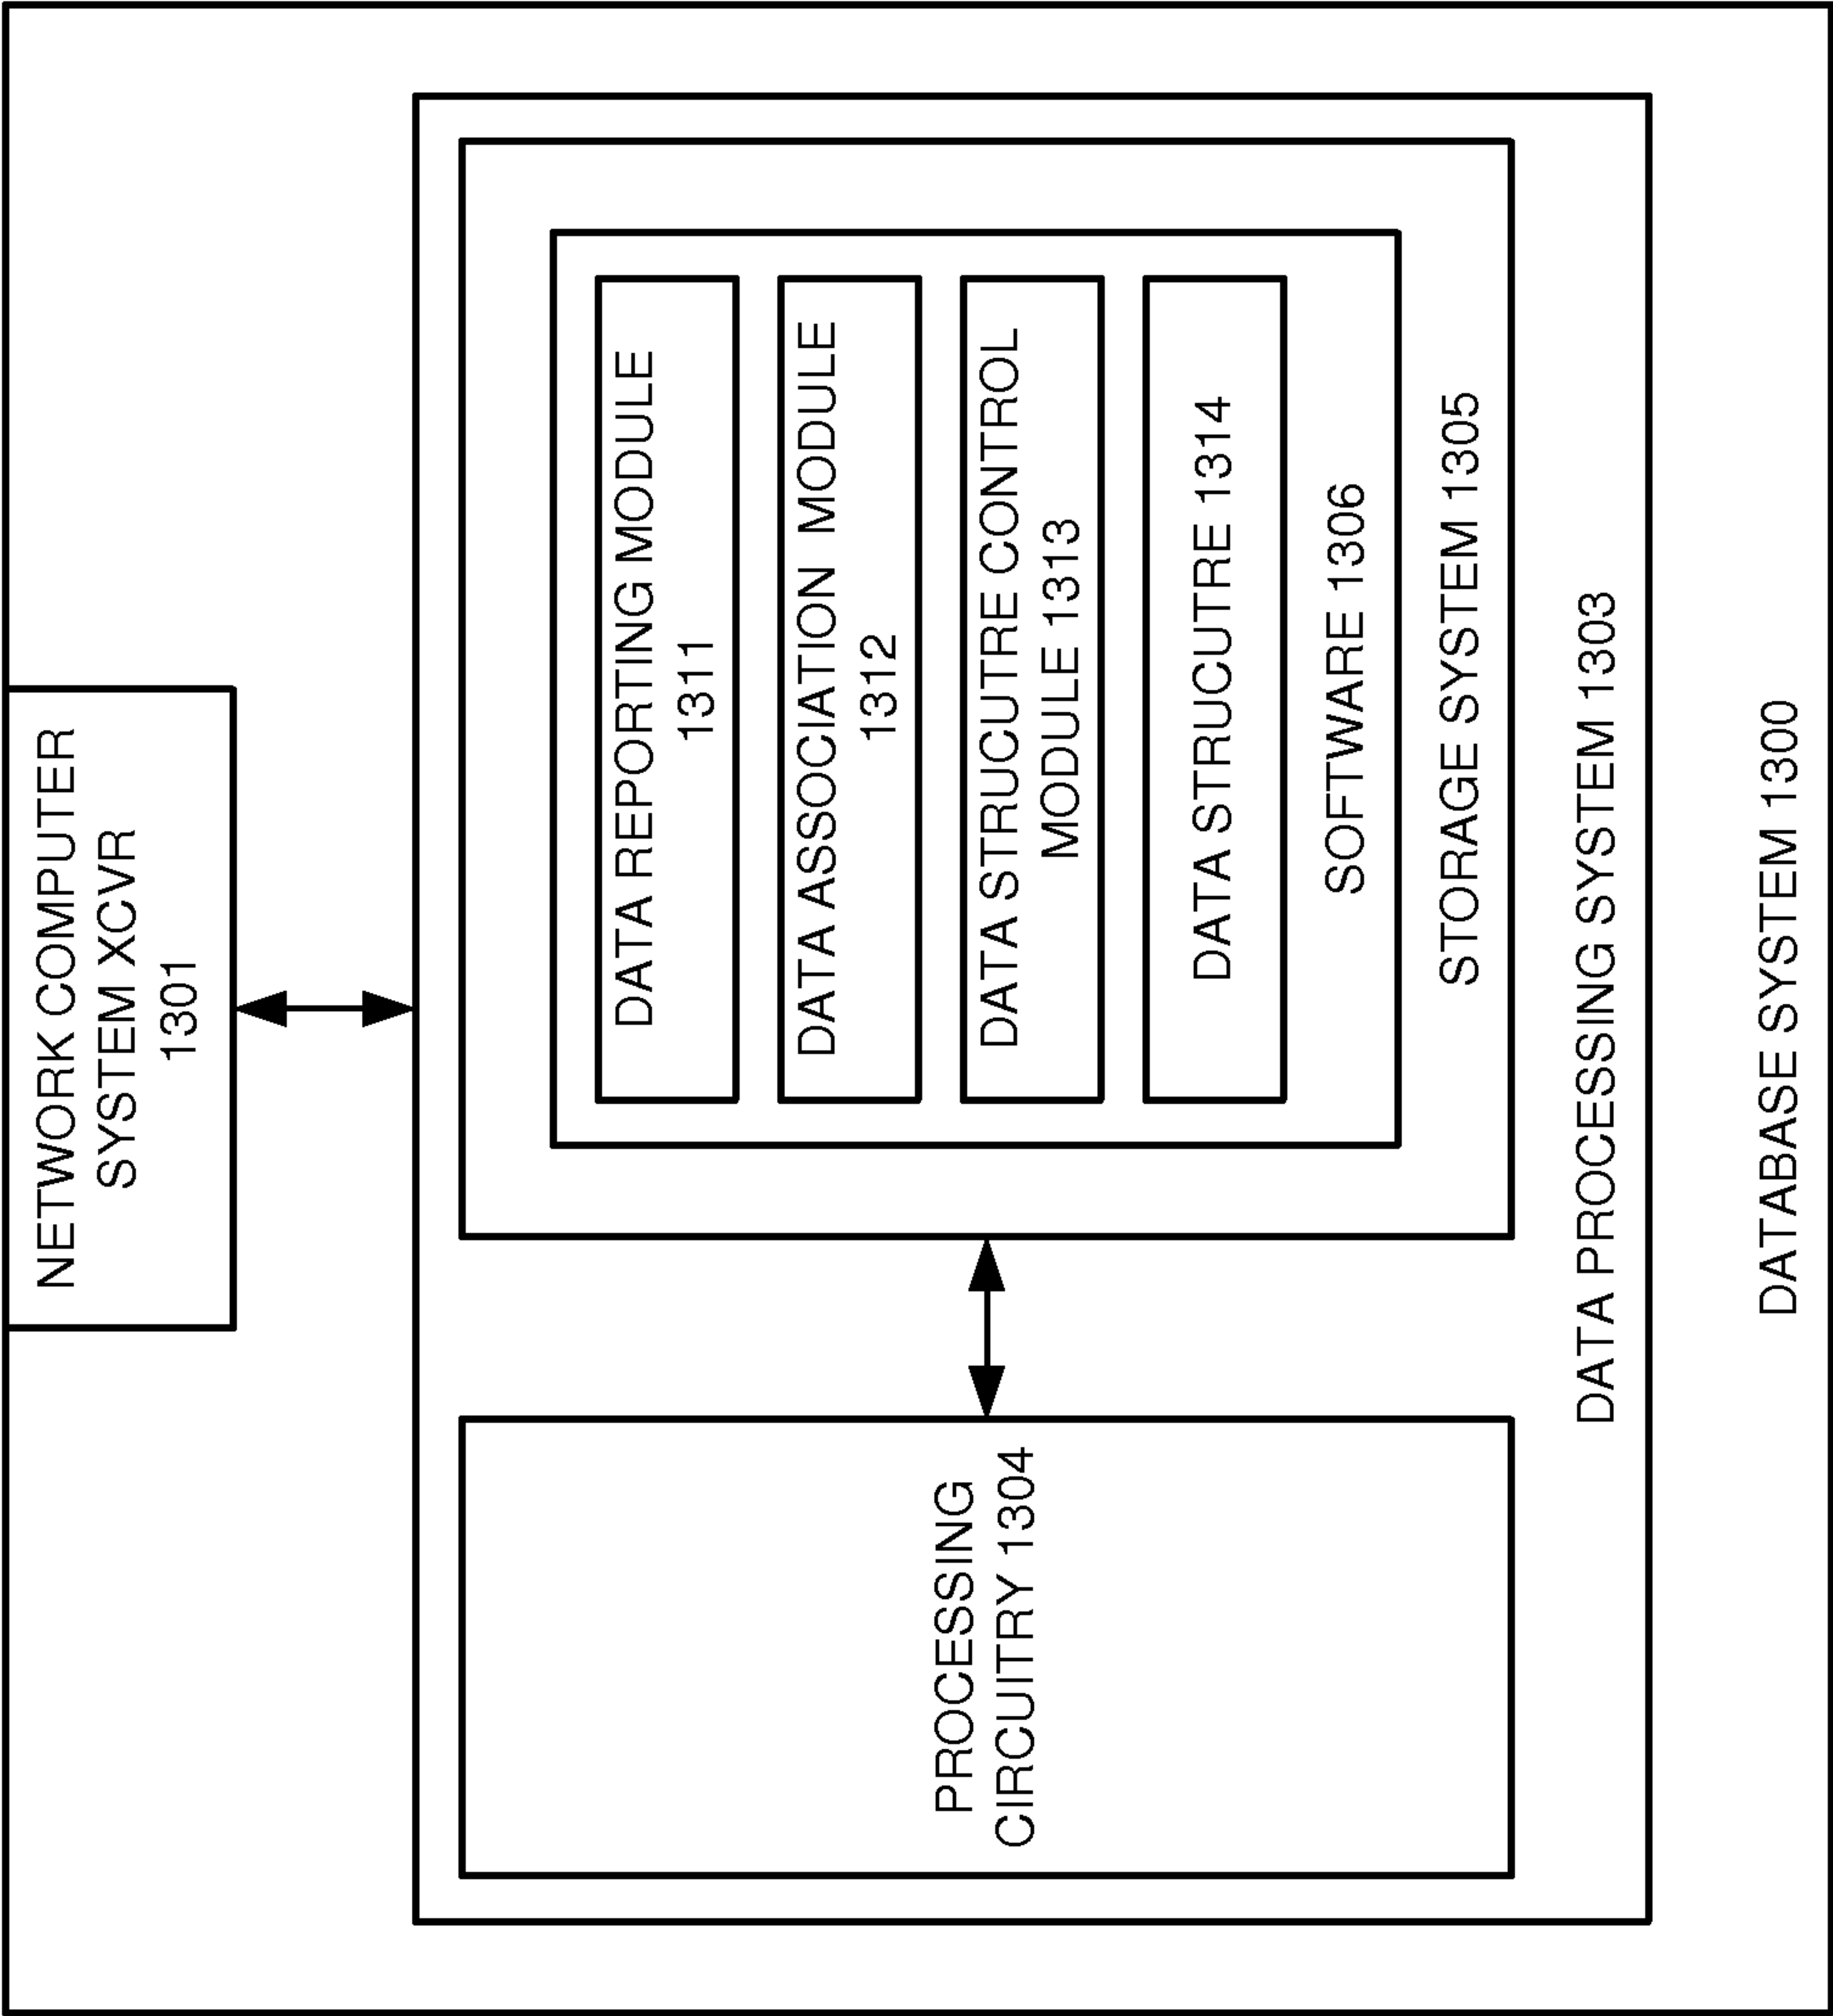 NETWORK COMPUTER
SYSTEM XCVR
1301
PROCESSING
CIRCUITRY 1304
DATA REPORTING MODULE
1311
DATA ASSOCIATION MODULE
1312
DATA STRUCUTRE CONTROL
MODULE 1313
DATA STRUCUTRE 1314
SOFTWARE 1306
STORAGE SYSTEM 1305
DATA PROCESSING SYSTEM 1303
DATABASE SYSTEM 1300